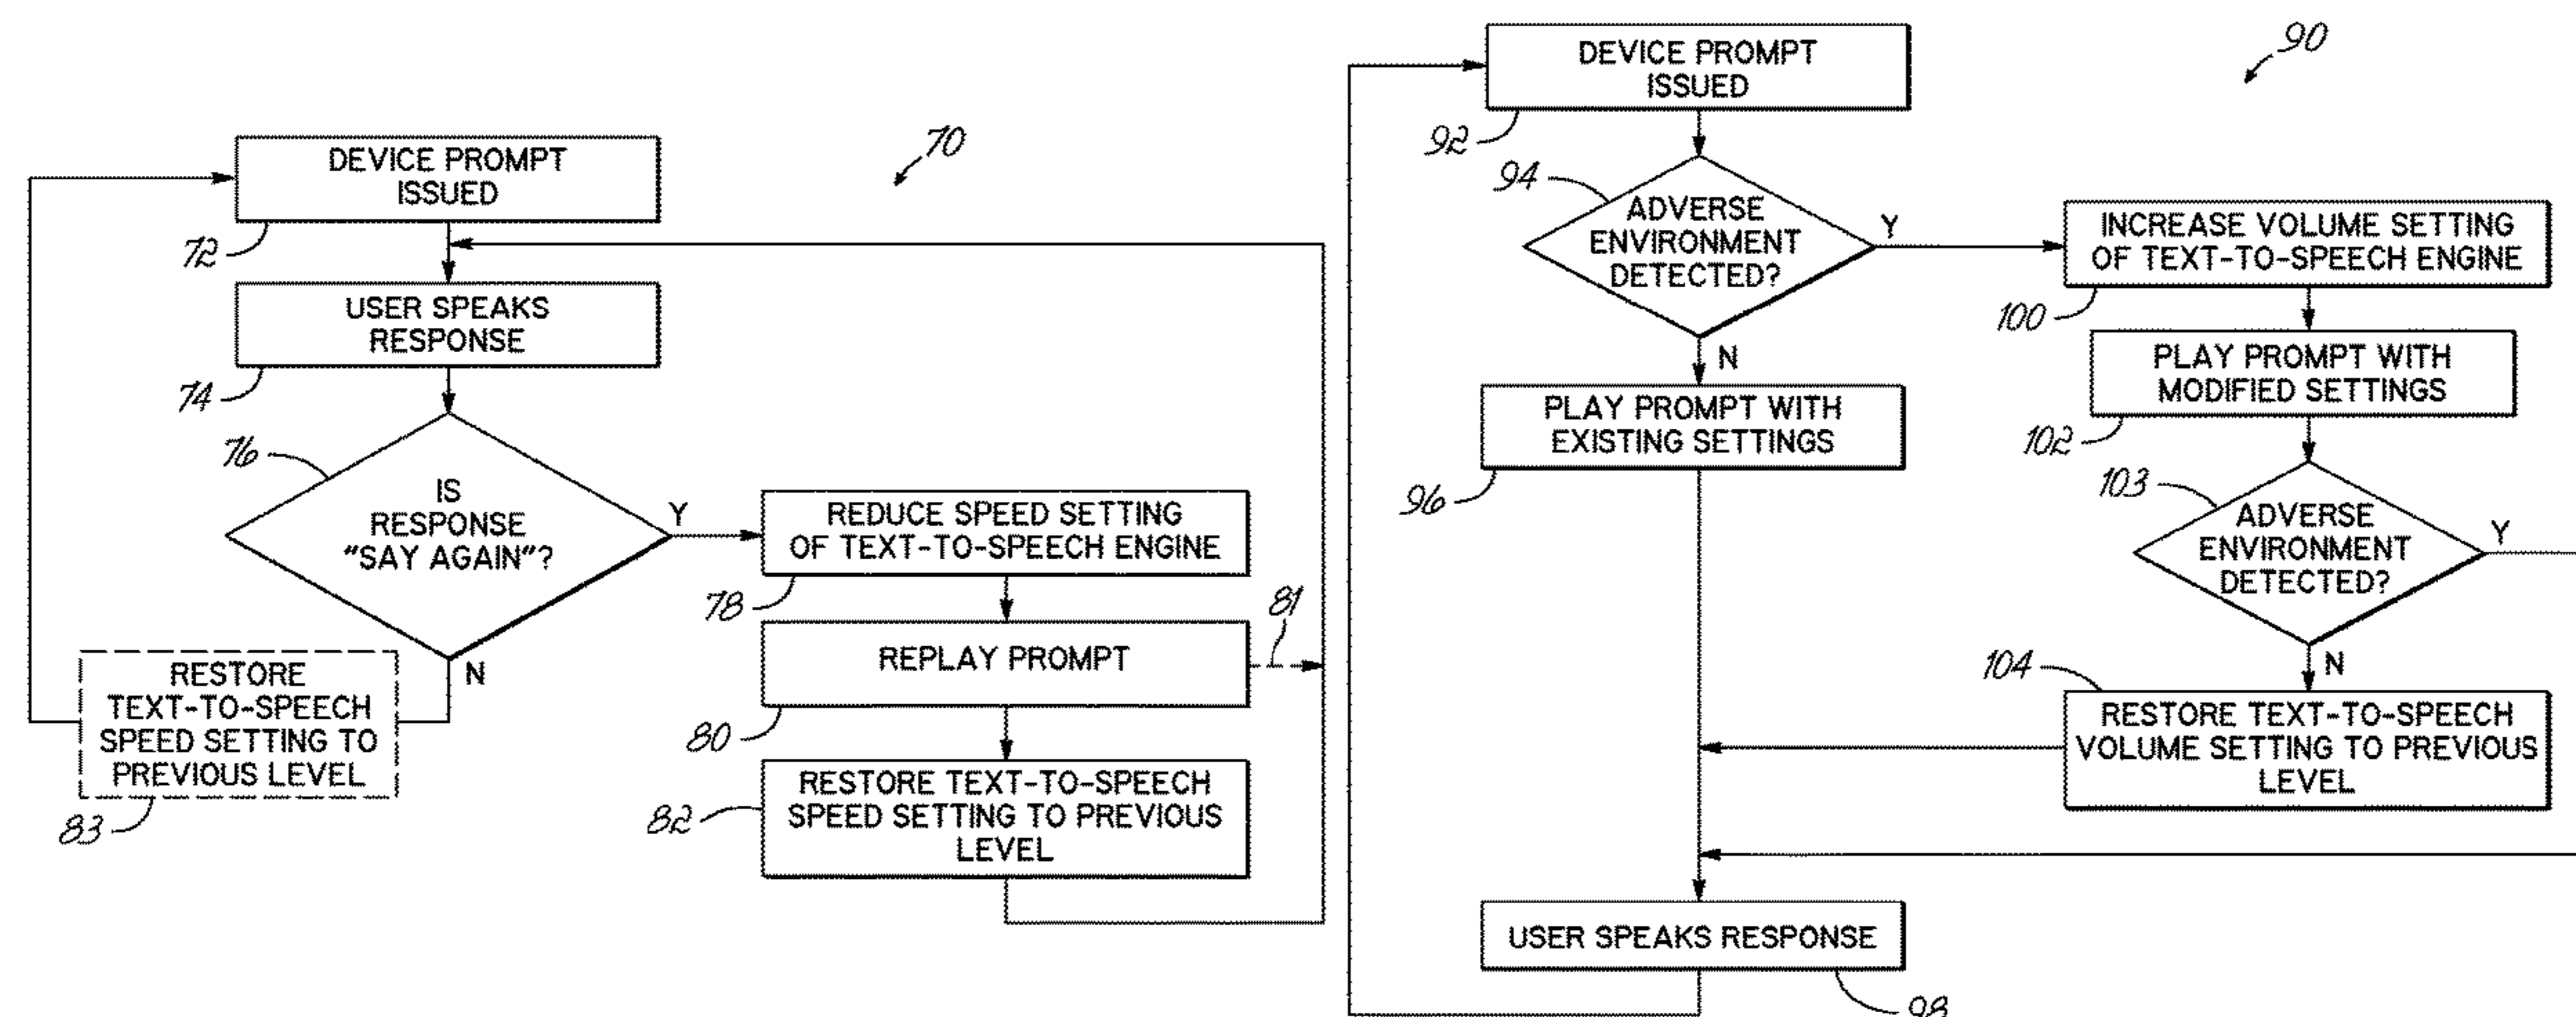 70
DEVICE PROMPT
ISSUED
72
USER SPEAKS
RESPONSE
74
76
IS
RESPONSE
"SAY AGAIN"?
Y
N
REDUCE SPEED SETTING
OF TEXT-TO-SPEECH ENGINE
78
REPLAY PROMPT
81
80
RESTORE TEXT-TO-SPEECH
SPEED SETTING TO PREVIOUS
LEVEL
82
RESTORE
TEXT-TO-SPEECH
SPEED SETTING TO
PREVIOUS LEVEL
83
90
DEVICE PROMPT
ISSUED
92
94
ADVERSE
ENVIRONMENT
DETECTED?
Y
N
PLAY PROMPT WITH
EXISTING SETTINGS
96
INCREASE VOLUME SETTING
OF TEXT-TO-SPEECH ENGINE
100
PLAY PROMPT WITH
MODIFIED SETTINGS
102
103
ADVERSE
ENVIRONMENT
DETECTED?
Y
N
104
RESTORE TEXT-TO-SPEECH
VOLUME SETTING TO PREVIOUS
LEVEL
USER SPEAKS RESPONSE
98